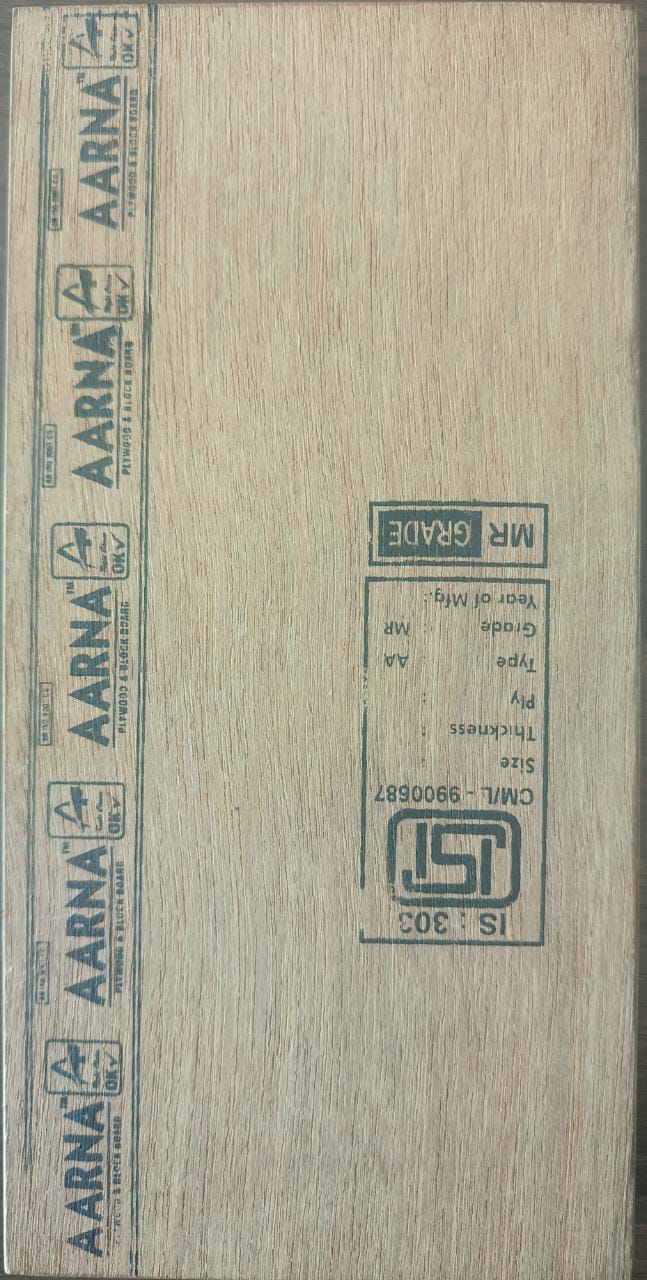 AARNA™
PLYWOOD & BLOCK BOARD
OK
AARNA™
PLYWOOD & BLOCK BOARD
OK
AARNA™
PLYWOOD & BLOCK BOARD
OK
AARNA™
PLYWOOD & BLOCK BOARD
OK
AARNA™
PLYWOOD & BLOCK BOARD
OK
IS : 303
ISI
CM/L - 9900687
Size :
Thickness :
Ply :
Type : AA
Grade : MR
Year of Mfg.:
MR GRADE